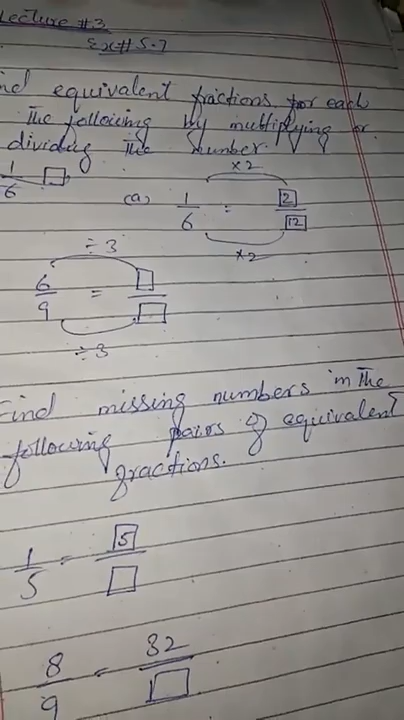 Lecture #3
Ex# 5.7
nd equivalent fractions for each
The following by multiplying or
dividing The number.
1/6 □
(a) 1/6 = 2/12
×2
×2
÷3
6/9 = □/□
÷3
Find missing numbers in The
following pairs of equivalent
fractions.
1/5 = 5/□
8/9 = 32/□